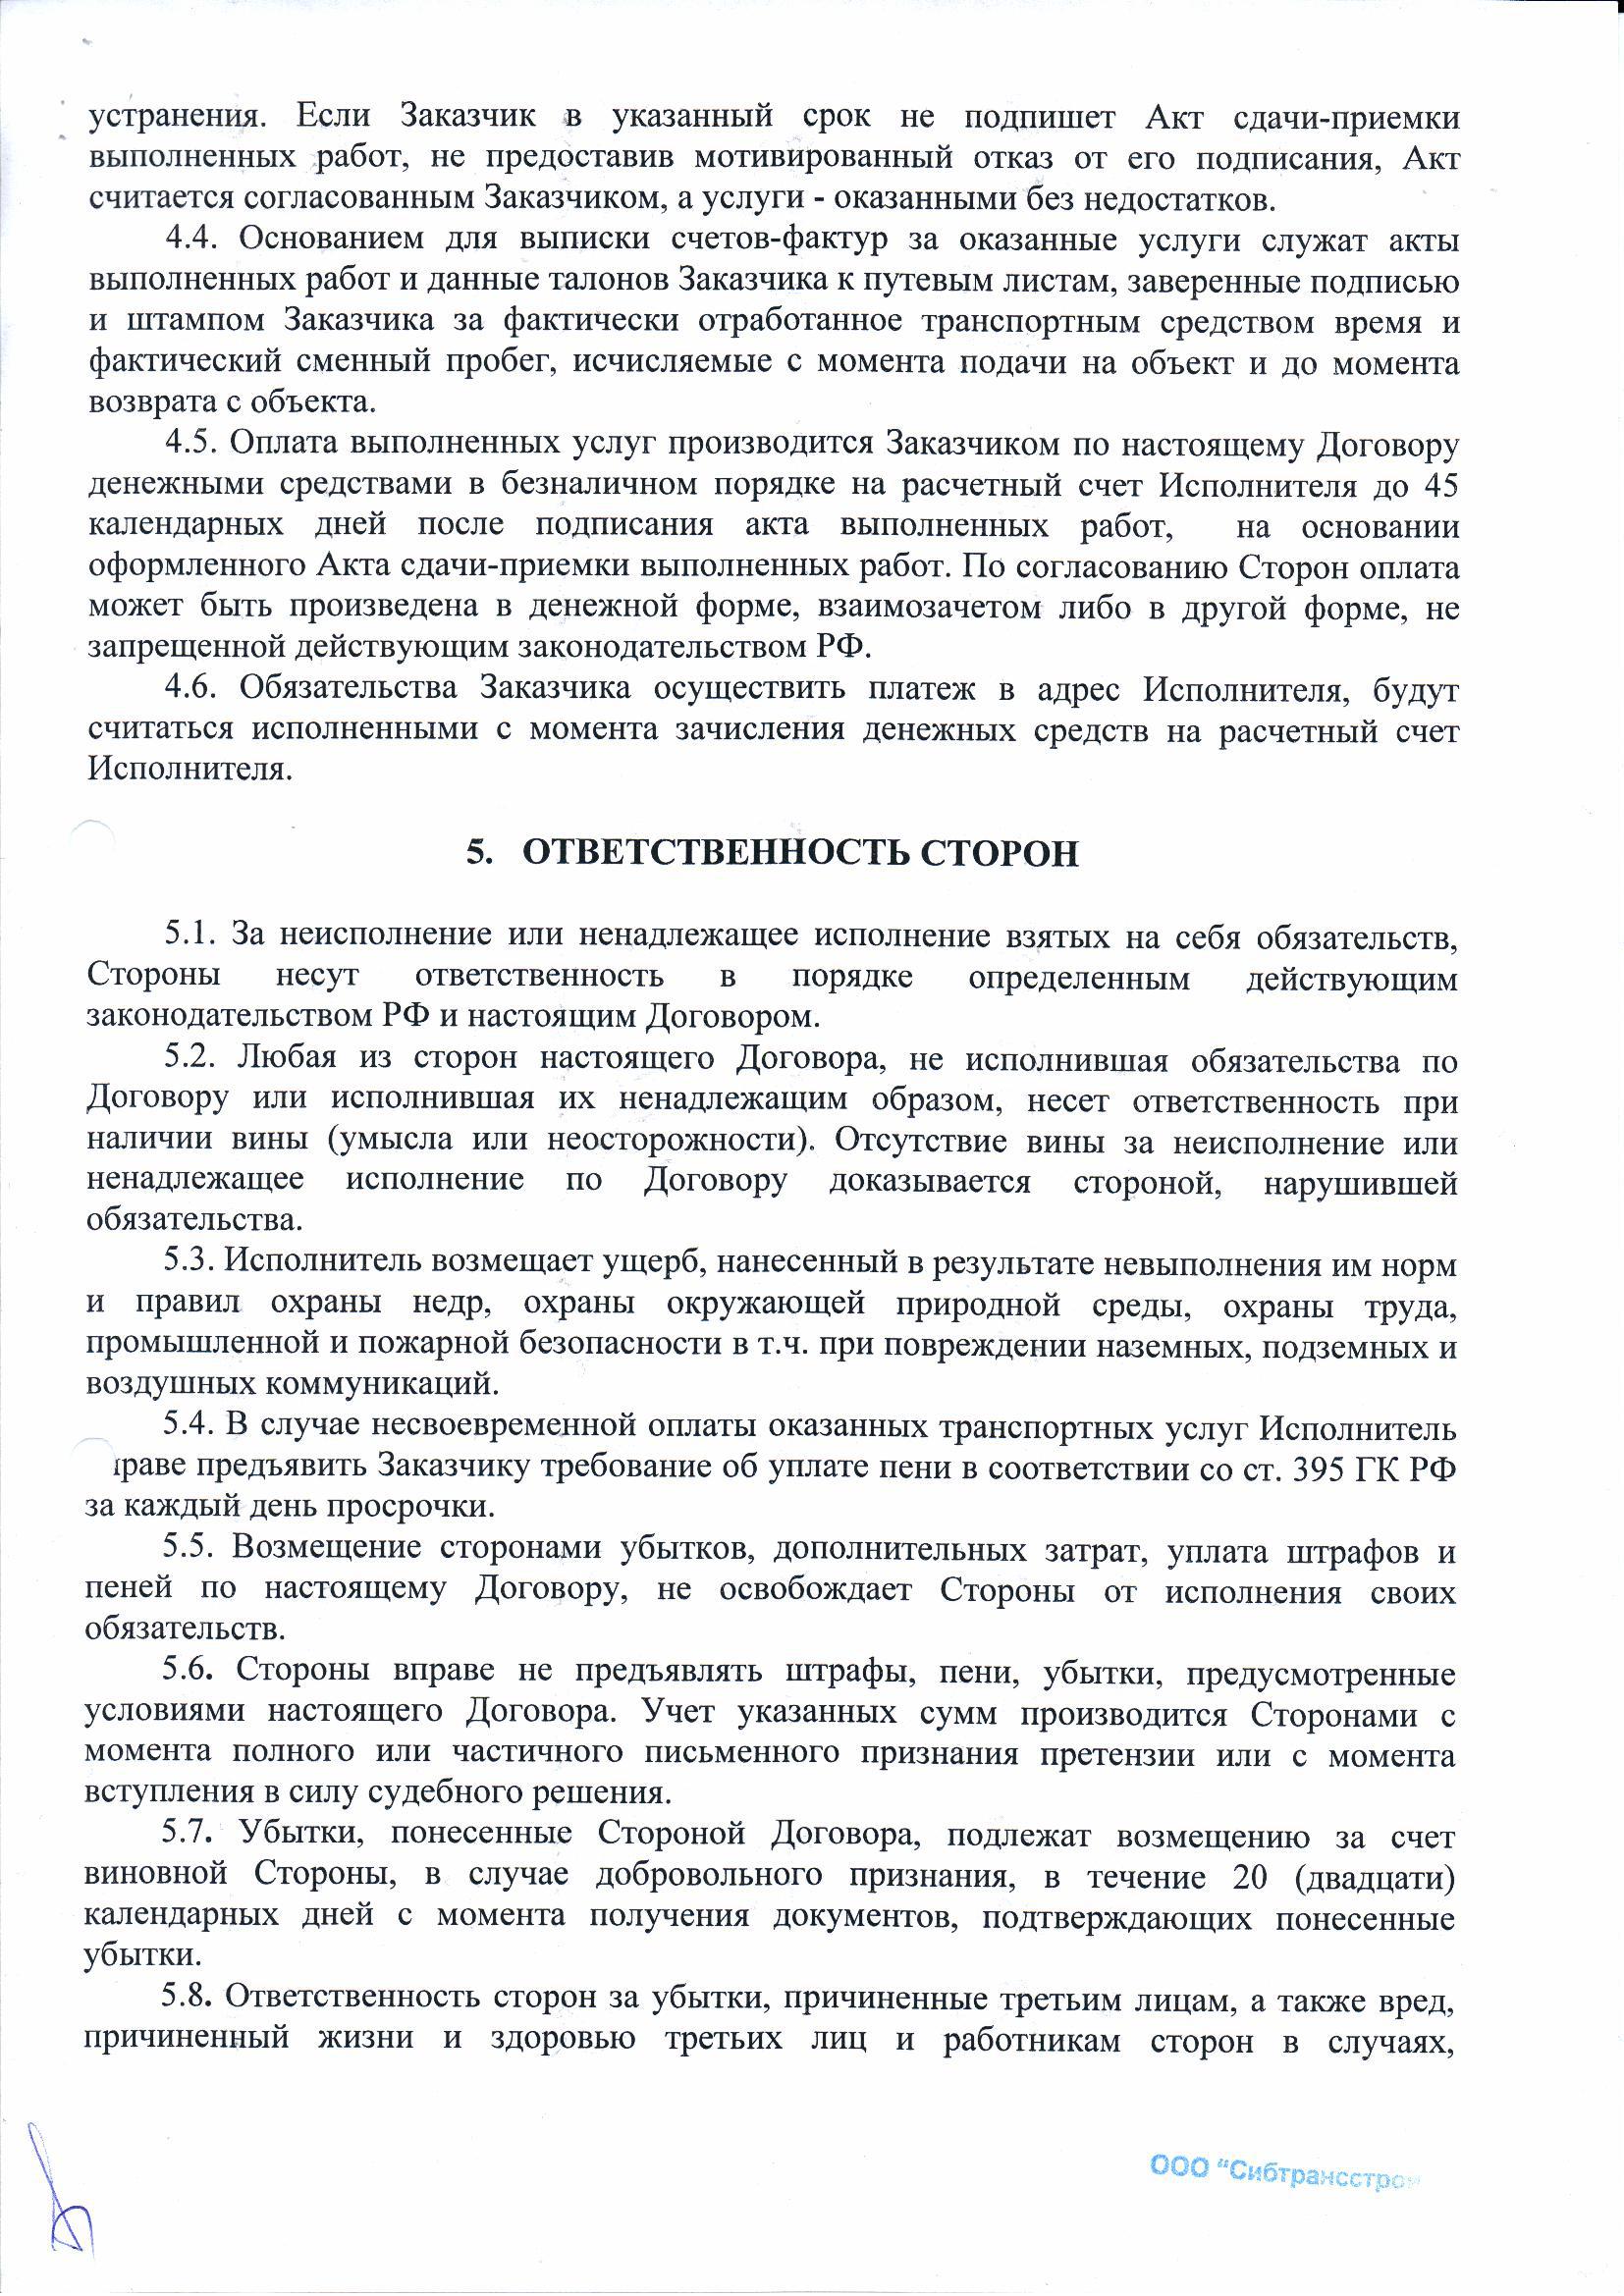 устранения. Если Заказчик в указанный срок не подпишет Акт сдачи-приемки
выполненных работ, не предоставив мотивированный отказ от его подписания, Акт
считается согласованным Заказчиком, а услуги - оказанными без недостатков.
4.4. Основанием для выписки счетов-фактур за оказанные услуги служат акты
выполненных работ и данные талонов Заказчика к путевым листам, заверенные подписью
и штампом Заказчика за фактически отработанное транспортным средством время и
фактический сменный пробег, исчисляемые с момента подачи на объект и до момента
возврата с объекта.
4.5. Оплата выполненных услуг производится Заказчиком по настоящему Договору
денежными средствами в безналичном порядке на расчетный счет Исполнителя до 45
календарных дней после подписания акта выполненных работ, на основании
оформленного Акта сдачи-приемки выполненных работ. По согласованию Сторон оплата
может быть произведена в денежной форме, взаимозачетом либо в другой форме, не
запрещенной действующим законодательством РФ.
4.6. Обязательства Заказчика осуществить платеж в адрес Исполнителя, будут
считаться исполненными с момента зачисления денежных средств на расчетный счет
Исполнителя.
5. ОТВЕТСТВЕННОСТЬ СТОРОН
5.1. За неисполнение или ненадлежащее исполнение взятых на себя обязательств,
Стороны несут ответственность в порядке определенным действующим
законодательством РФ и настоящим Договором.
5.2. Любая из сторон настоящего Договора, не исполнившая обязательства по
Договору или исполнившая их ненадлежащим образом, несет ответственность при
наличии вины (умысла или неосторожности). Отсутствие вины за неисполнение или
ненадлежащее исполнение по Договору доказывается стороной, нарушившей
обязательства.
5.3. Исполнитель возмещает ущерб, нанесенный в результате невыполнения им норм
и правил охраны недр, охраны окружающей природной среды, охраны труда,
промышленной и пожарной безопасности в т.ч. при повреждении наземных, подземных и
воздушных коммуникаций.
5.4. В случае несвоевременной оплаты оказанных транспортных услуг Исполнитель
праве предъявить Заказчику требование об уплате пени в соответствии со ст. 395 ГК РФ
за каждый день просрочки.
5.5. Возмещение сторонами убытков, дополнительных затрат, уплата штрафов и
пеней по настоящему Договору, не освобождает Стороны от исполнения своих
обязательств.
5.6. Стороны вправе не предъявлять штрафы, пени, убытки, предусмотренные
условиями настоящего Договора. Учет указанных сумм производится Сторонами с
момента полного или частичного письменного признания претензии или с момента
вступления в силу судебного решения.
5.7. Убытки, понесенные Стороной Договора, подлежат возмещению за счет
виновной Стороны, в случае добровольного признания, в течение 20 (двадцати)
календарных дней с момента получения документов, подтверждающих понесенные
убытки.
5.8. Ответственность сторон за убытки, причиненные третьим лицам, а также вред,
причиненный жизни и здоровью третьих лиц и работникам сторон в случаях,
ООО "Сибтрансстро